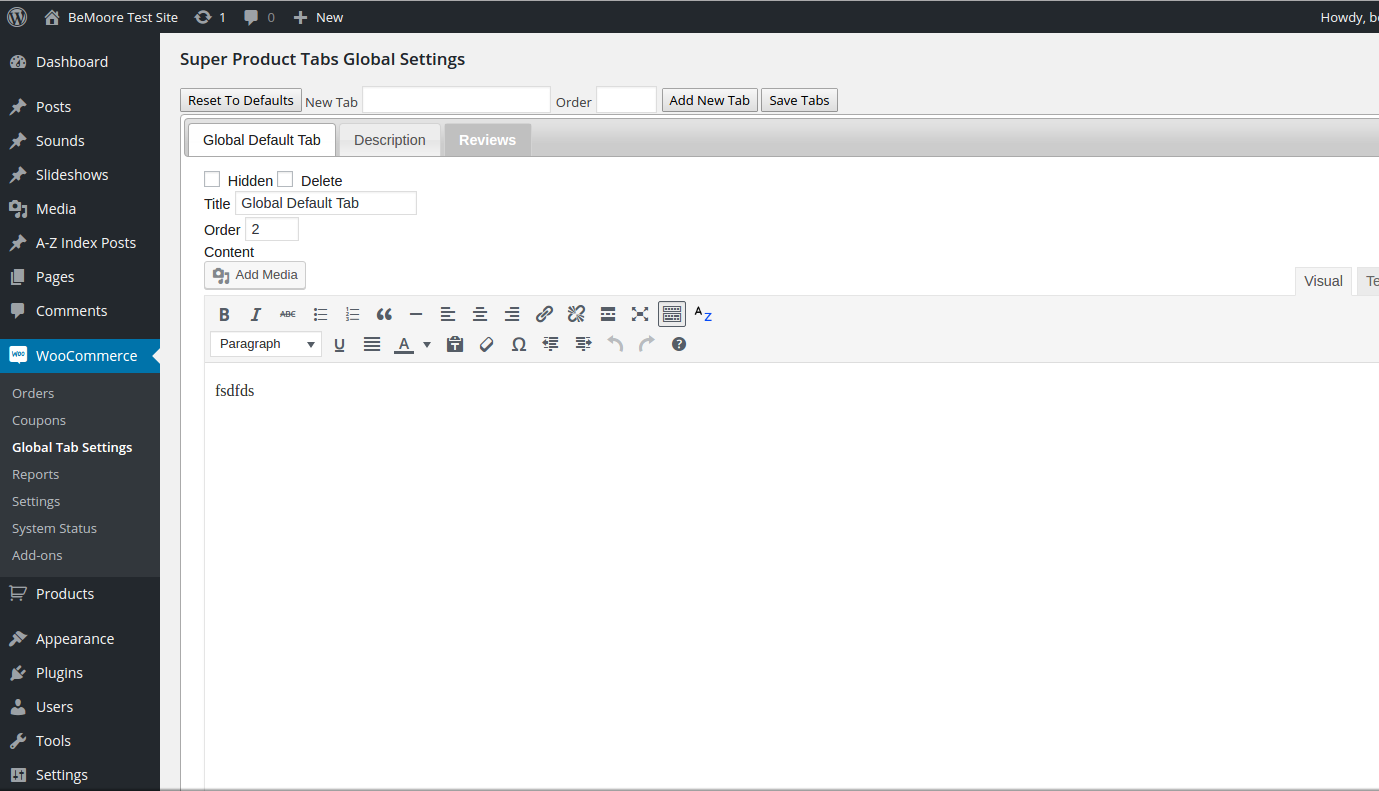 BeMoore Test Site 1 0 New Howdy, be
Dashboard
Posts
Sounds
Slideshows
Media
A-Z Index Posts
Pages
Comments
WooCommerce
Orders
Coupons
Global Tab Settings
Reports
Settings
System Status
Add-ons
Products
Appearance
Plugins
Users
Tools
Settings
Super Product Tabs Global Settings
Reset To Defaults New Tab Order Add New Tab Save Tabs
Global Default Tab Description Reviews
Hidden Delete
Title Global Default Tab
Order 2
Content
Add Media
Visual Te
B I ABC
Paragraph U A Ω ?
fsdfds